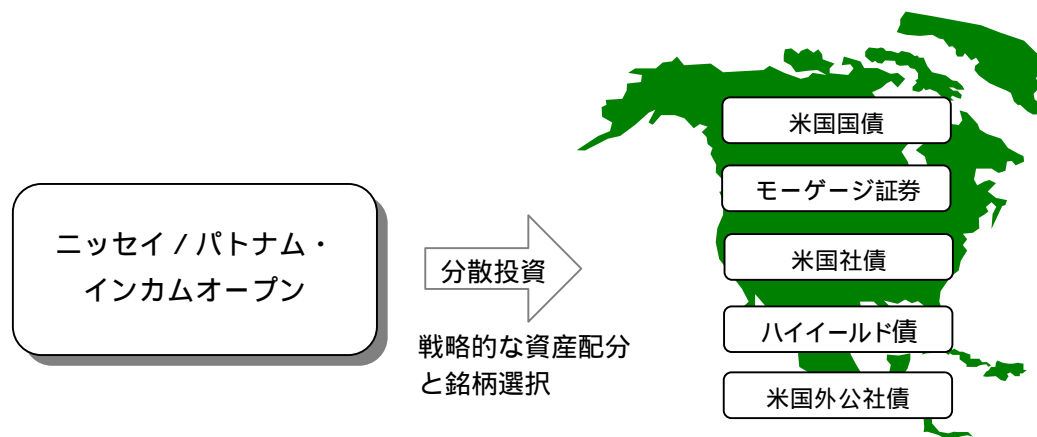 ニッセイ / パトナム・
インカムオープン
分散投資
戦略的な資産配分
と銘柄選択
米国国債
モーゲージ証券
米国社債
ハイイールド債
米国外公社債